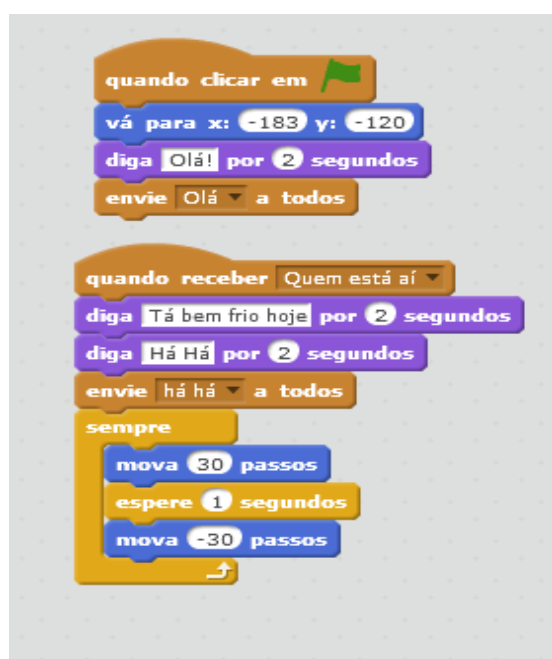 quando clicar em
vá para x: -183 y: -120
diga Olá! por 2 segundos
envie Olá a todos
quando receber Quem está aí
diga Tá bem frio hoje por 2 segundos
diga Há Há por 2 segundos
envie há há a todos
sempre
mova 30 passos
espere 1 segundos
mova -30 passos